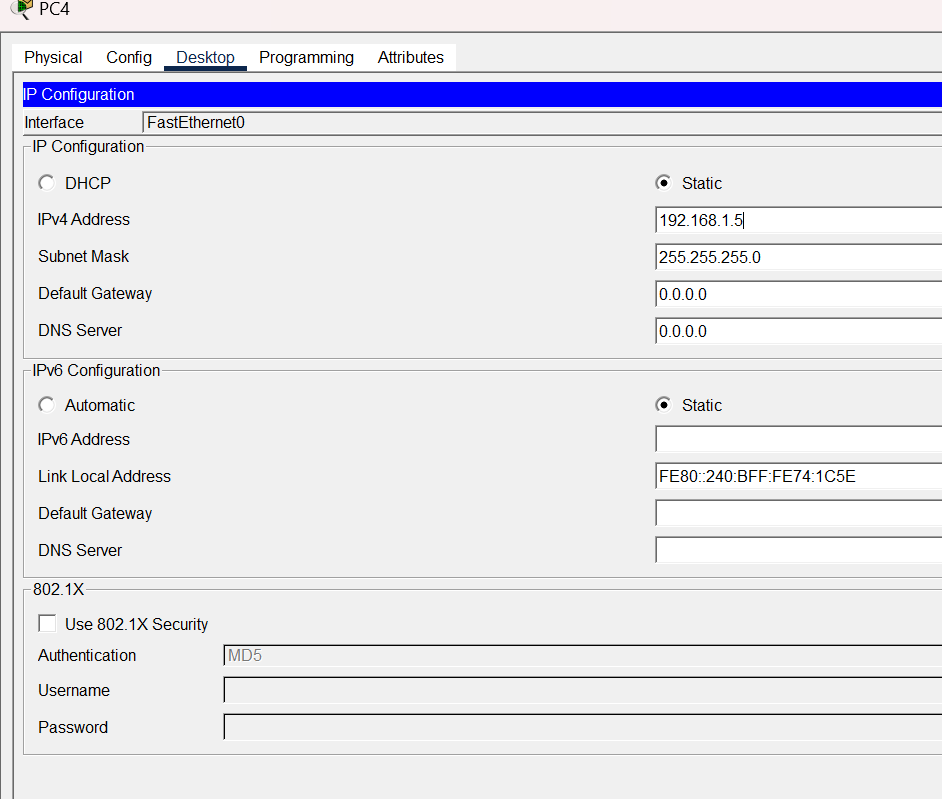 PC4
Physical Config Desktop Programming Attributes
IP Configuration
Interface FastEthernet0
IP Configuration
DHCP Static
IPv4 Address 192.168.1.5
Subnet Mask 255.255.255.0
Default Gateway 0.0.0.0
DNS Server 0.0.0.0
IPv6 Configuration
Automatic Static
IPv6 Address
Link Local Address FE80::240:BFF:FE74:1C5E
Default Gateway
DNS Server
802.1X
Use 802.1X Security
Authentication MD5
Username
Password